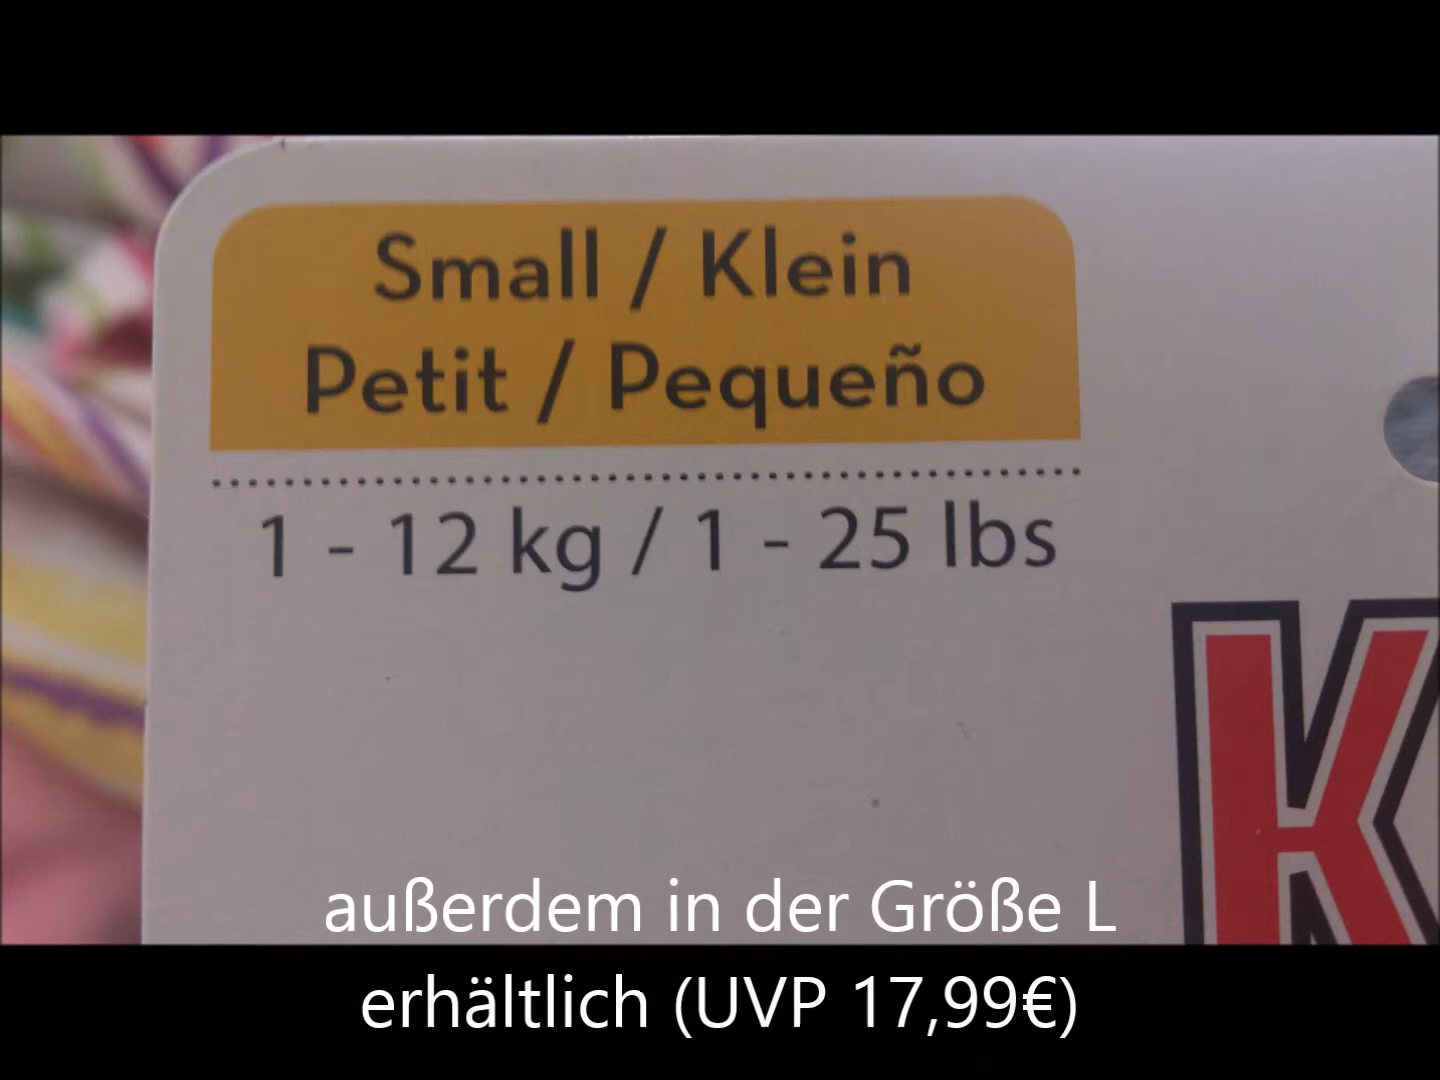 Small / Klein
Petit / Pequeño
1 - 12 kg / 1 - 25 lbs
K
außerdem in der Größe L
erhältlich (UVP 17,99€)